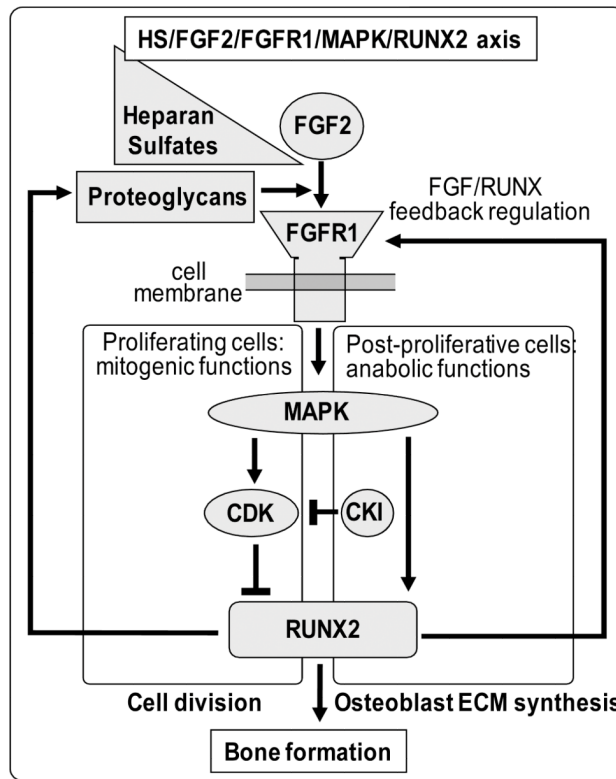 HS/FGF2/FGFR1/MAPK/RUNX2 axis
Heparan
Sulfates
FGF2
Proteoglycans
FGF/RUNX
feedback regulation
FGFR1
cell
membrane
Proliferating cells:
mitogenic functions
Post-proliferative cells:
anabolic functions
MAPK
CDK
CKI
RUNX2
Cell division
Osteoblast ECM synthesis
Bone formation